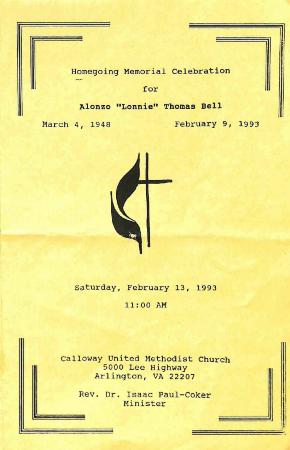 Homegoing Memorial Celebration
for
Alonzo "Lonnie" Thomas Bell
March 4, 1948 February 9, 1993
Saturday, February 13, 1993
11:00 AM
Calloway United Methodist Church
5000 Lee Highway
Arlington, VA 22207
Rev. Dr. Isaac Paul-Coker
Minister